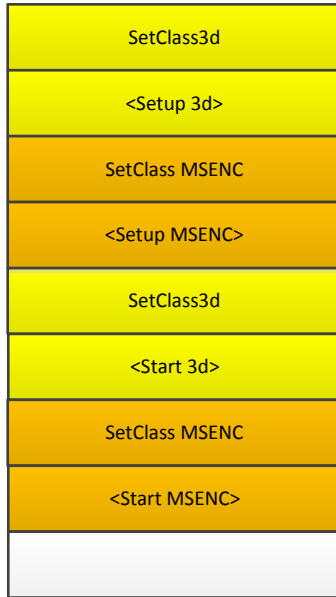 SetClass3d
<Setup 3d>
SetClass MSENC
<Setup MSENC>
SetClass3d
<Start 3d>
SetClass MSENC
<Start MSENC>